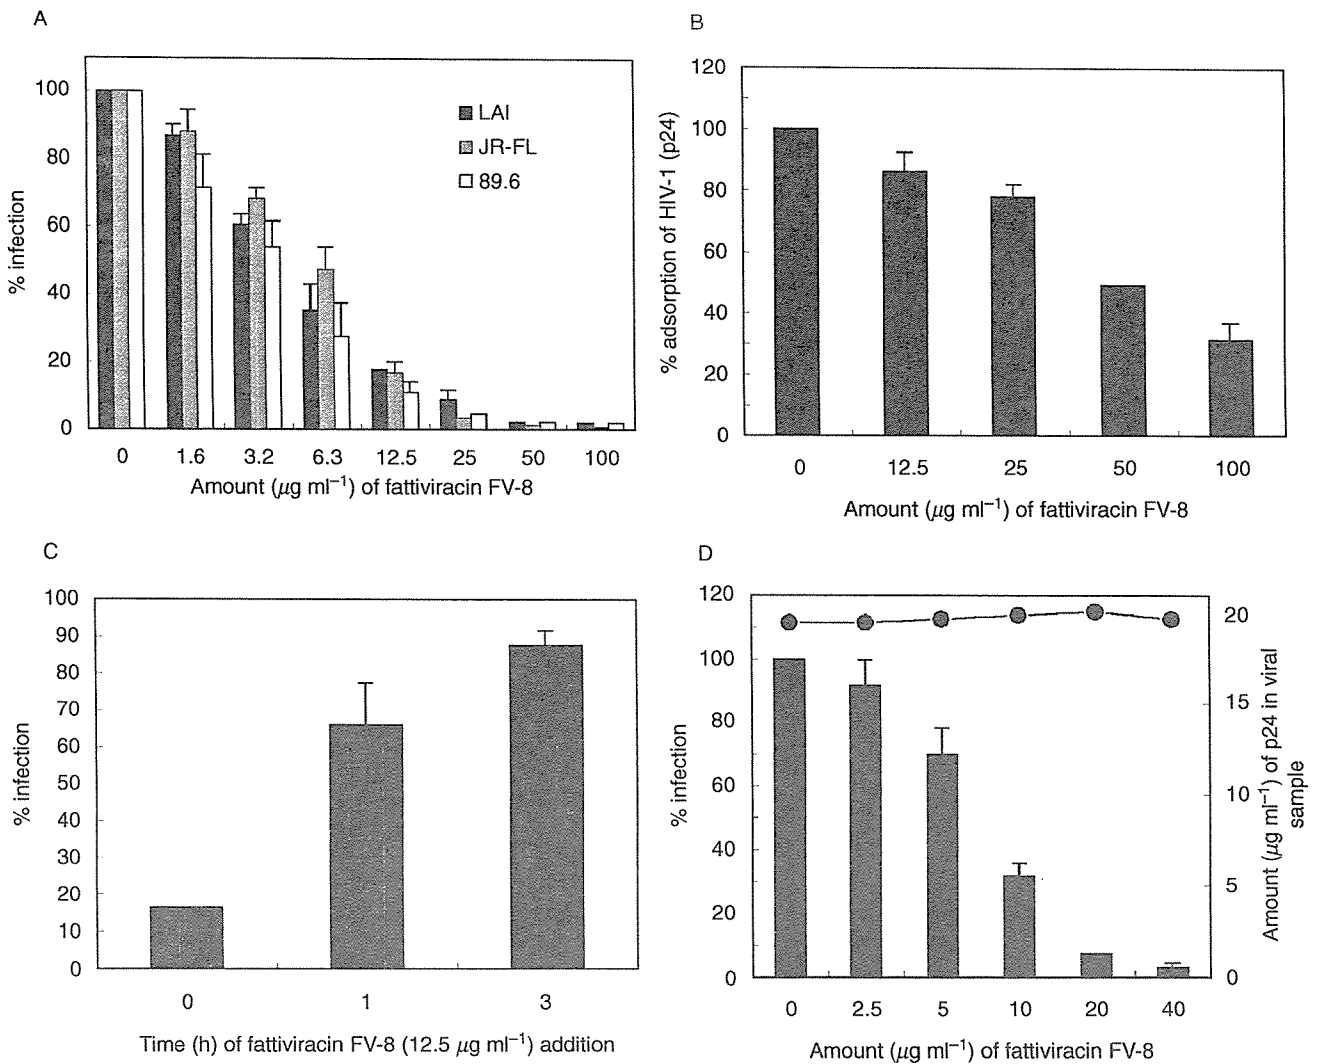 A
% infection
100
80
60
40
20
0
LAI
JR-FL
89.6
0 1.6 3.2 6.3 12.5 25 50 100
Amount (μg ml⁻¹) of fattiviracin FV-8
B
% adsorption of HIV-1 (p24)
120
100
80
60
40
20
0
0 12.5 25 50 100
Amount (μg ml⁻¹) of fattiviracin FV-8
C
% infection
100
90
80
70
60
50
40
30
20
10
0
0 1 3
Time (h) of fattiviracin FV-8 (12.5 μg ml⁻¹) addition
D
% infection
120
100
80
60
40
20
0
20
15
10
5
0
Amount (μg ml⁻¹) of p24 in viral
sample
0 2.5 5 10 20 40
Amount (μg ml⁻¹) of fattiviracin FV-8